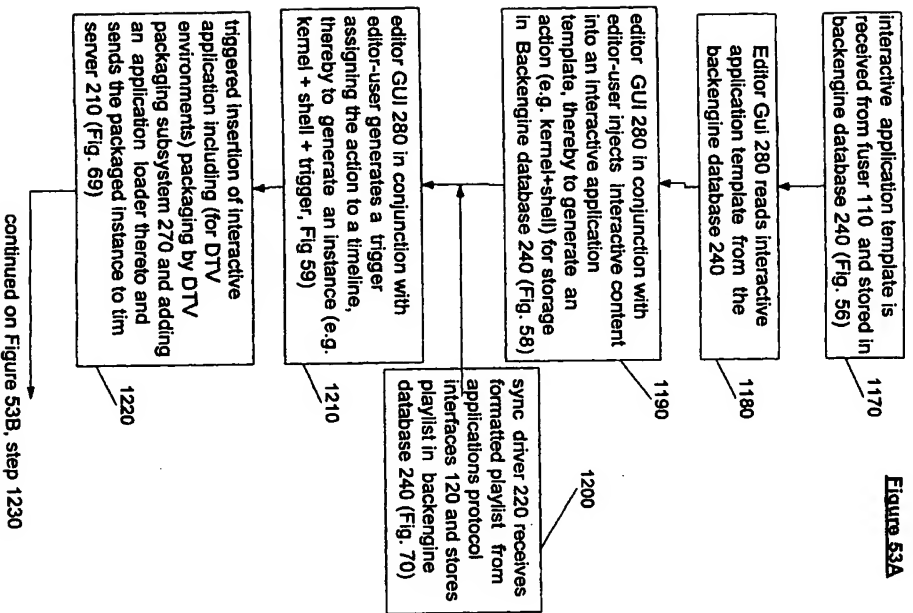 Figure 53A
interactive application template is
received from fuser 110 and stored in
backengine database 240 (Fig. 56)
1170
Editor Gui 280 reads interactive
application template from the
backengine database 240
1180
editor GUI 280 in conjunction with
editor-user injects interactive content
into an Interactive application
template, thereby to generate an
action (e.g. kernel+shell) for storage
in Backengine database 240 (Fig. 58)
1190
sync driver 220 receives
formatted playlist from
applications protocol
interfaces 120 and stores
playlist in backengine
database 240 (Fig. 70)
1200
editor GUI 280 in conjunction with
editor-user generates a trigger
assigning the action to a timeline,
thereby to generate an instance (e.g.
kernel + shell + trigger, Fig 59)
1210
triggered insertion of interactive
application including (for DTV
environments) packaging by DTV
packaging subsystem 270 and adding
an application loader thereto and
sends the packaged instance to tim
server 210 (Fig. 69)
1220
continued on Figure 53B, step 1230